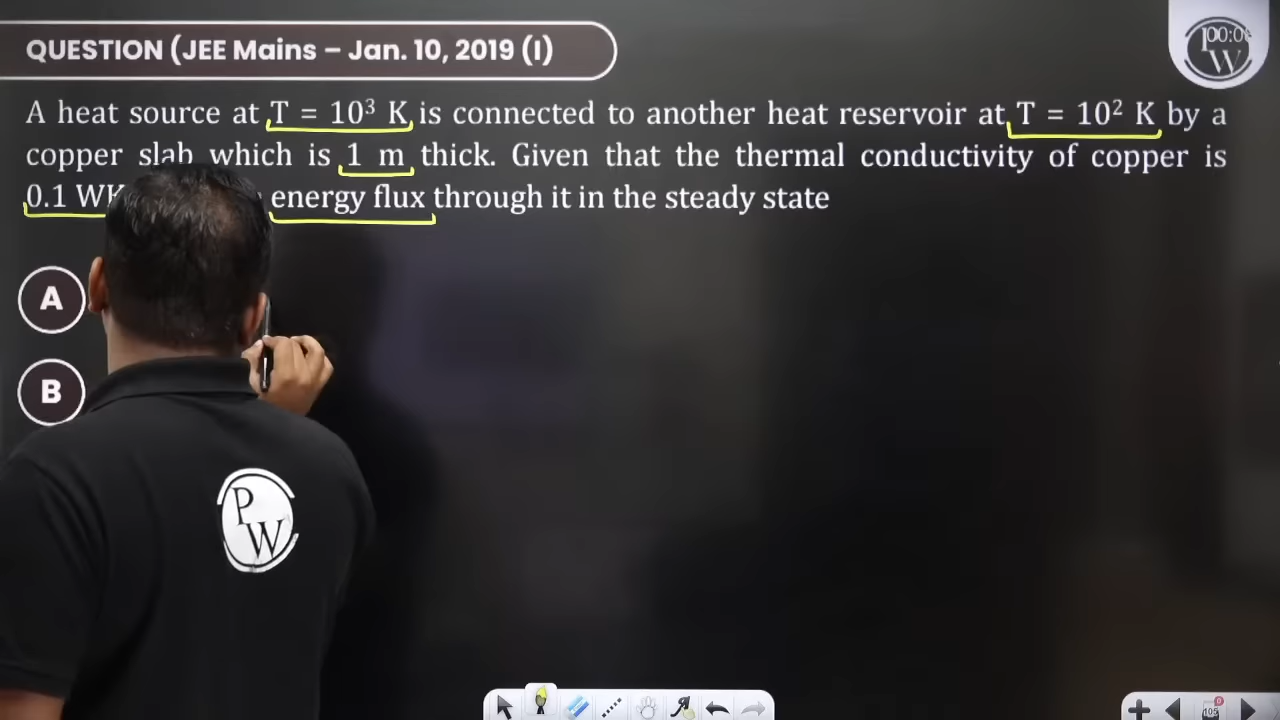 QUESTION (JEE Mains – Jan. 10, 2019 (I)
A heat source at T = 10³ K is connected to another heat reservoir at T = 10² K by a
copper slab which is 1 m thick. Given that the thermal conductivity of copper is
0.1 energy flux through it in the steady state
A
B
PW
PW
105